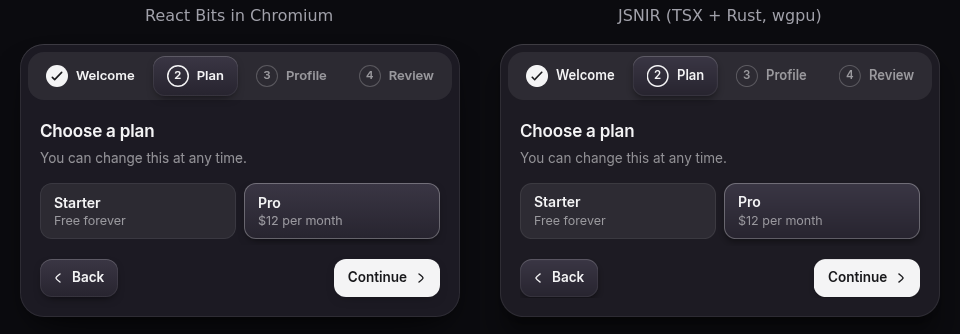 React Bits in Chromium
Welcome 2 Plan 3 Profile 4 Review
Choose a plan
You can change this at any time.
Starter
Free forever
Pro
$12 per month
Back
Continue
JSNIR (TSX + Rust, wgpu)
Welcome 2 Plan 3 Profile 4 Review
Choose a plan
You can change this at any time.
Starter
Free forever
Pro
$12 per month
Back
Continue